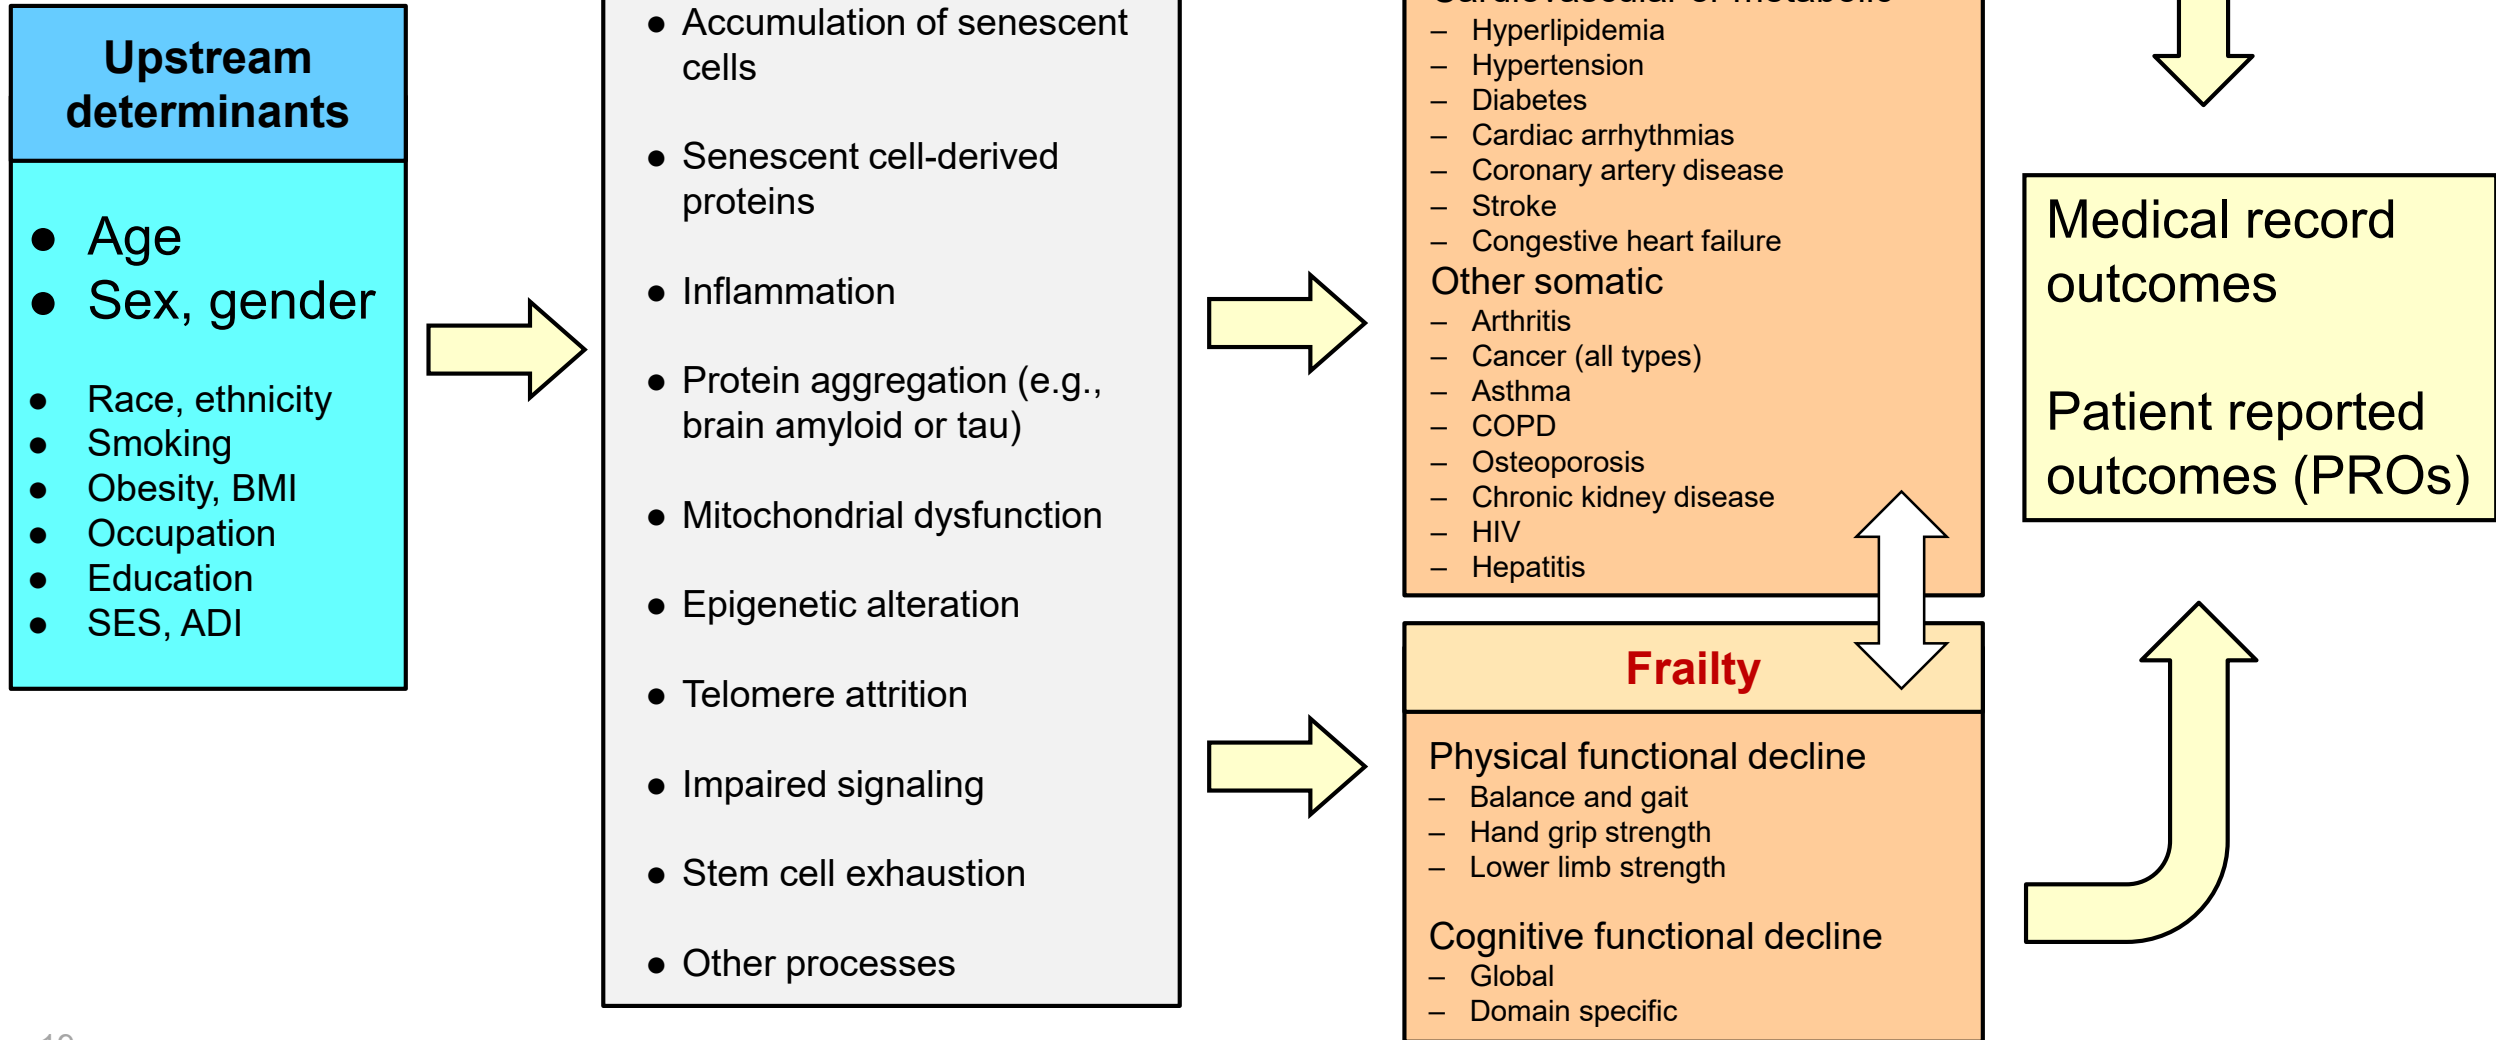 Upstream
determinants
● Age
● Sex, gender
● Race, ethnicity
● Smoking
● Obesity, BMI
● Occupation
● Education
● SES, ADI
● Accumulation of senescent
cells
● Senescent cell-derived
proteins
● Inflammation
● Protein aggregation (e.g.,
brain amyloid or tau)
● Mitochondrial dysfunction
● Epigenetic alteration
● Telomere attrition
● Impaired signaling
● Stem cell exhaustion
● Other processes
Cardiovascular or metabolic
– Hyperlipidemia
– Hypertension
– Diabetes
– Cardiac arrhythmias
– Coronary artery disease
– Stroke
– Congestive heart failure
Other somatic
– Arthritis
– Cancer (all types)
– Asthma
– COPD
– Osteoporosis
– Chronic kidney disease
– HIV
– Hepatitis
Frailty
Physical functional decline
– Balance and gait
– Hand grip strength
– Lower limb strength
Cognitive functional decline
– Global
– Domain specific
Medical record
outcomes
Patient reported
outcomes (PROs)